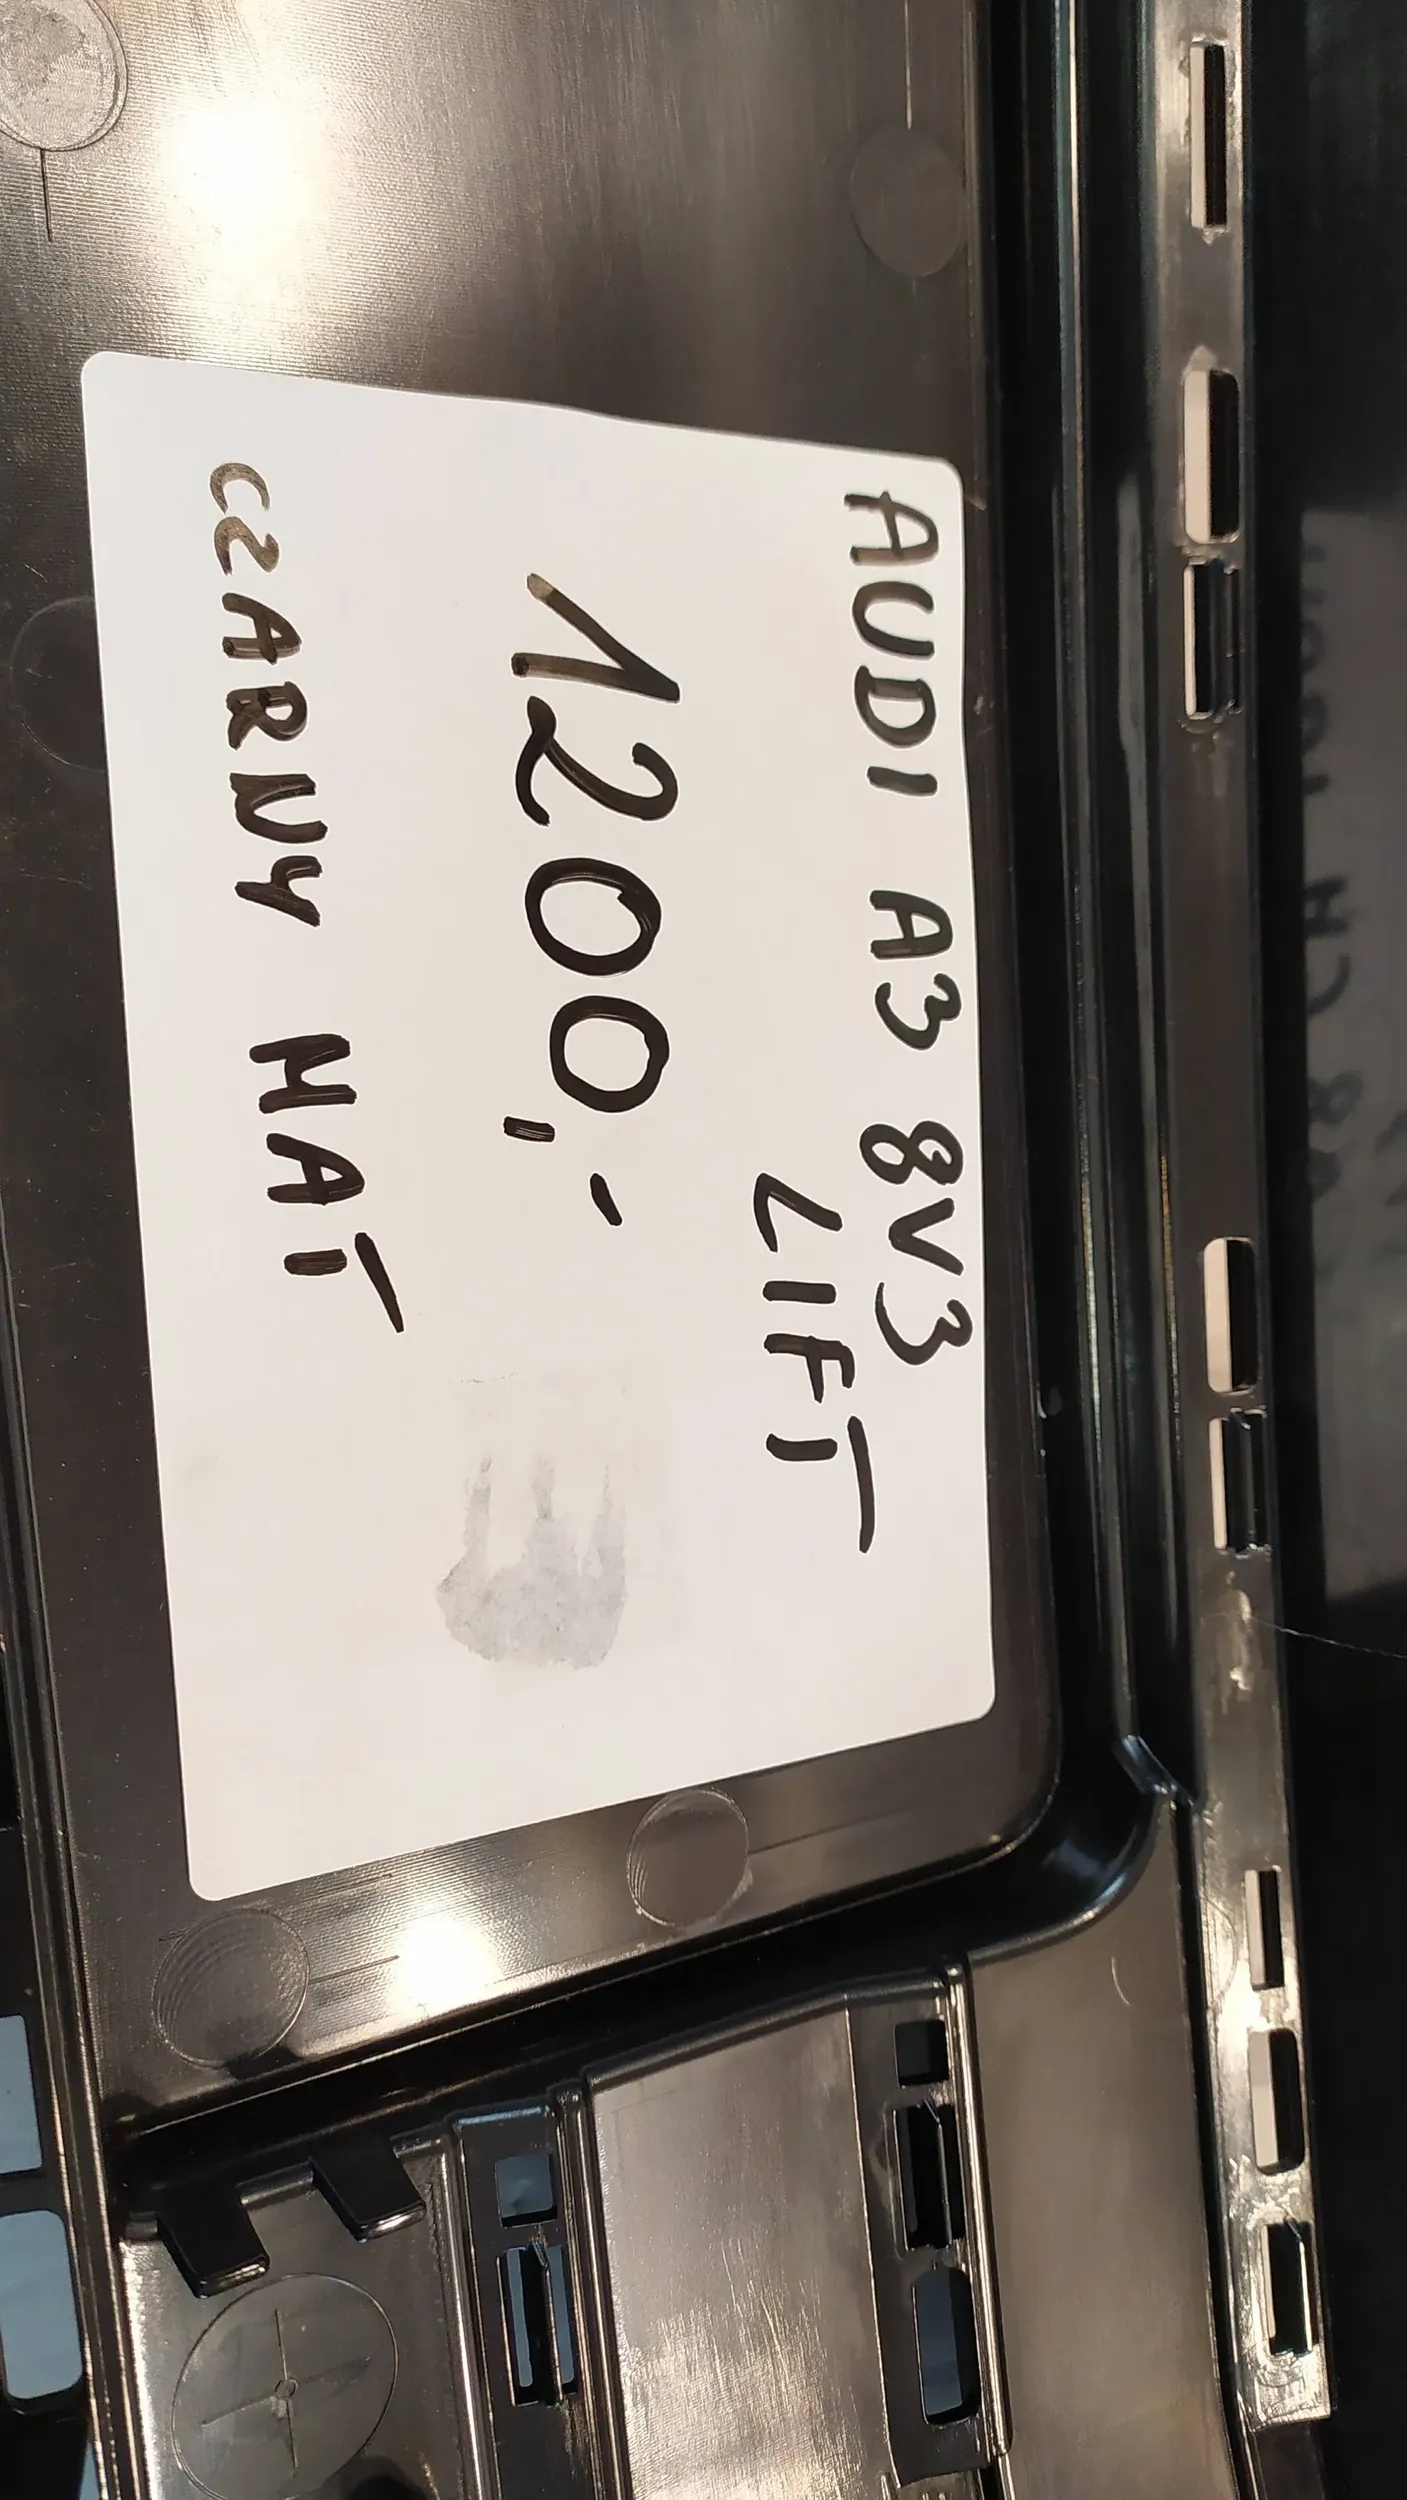 AUDI A3 8V3
LIFT
1200,-
CZARNY MAT